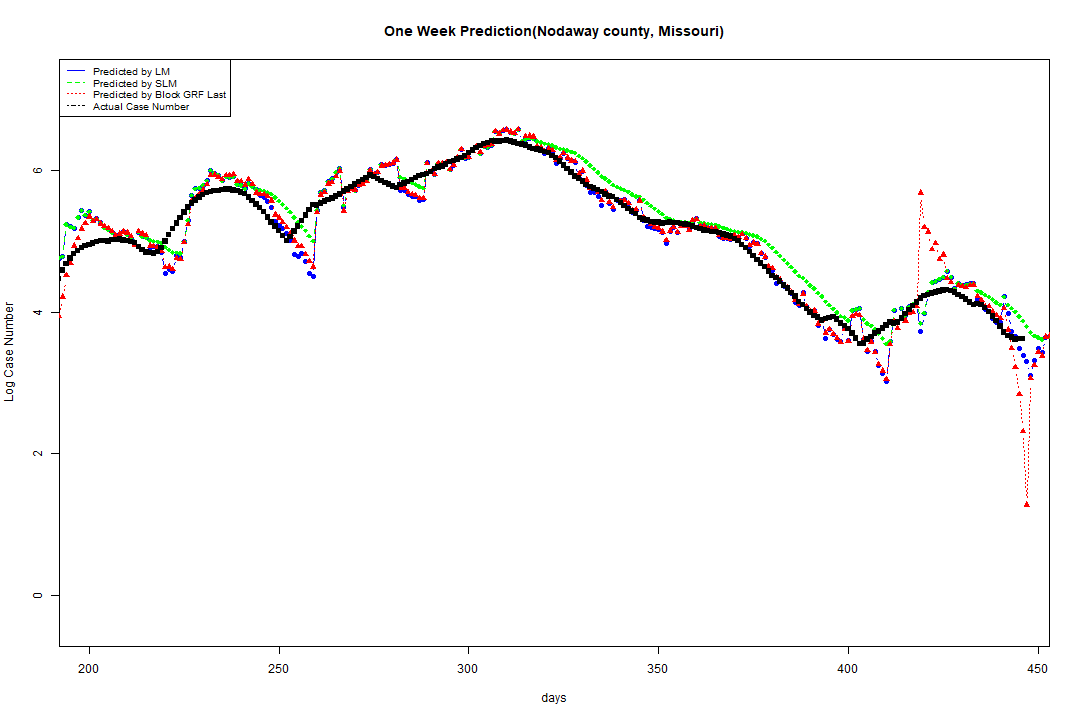 One Week Prediction(Nodaway county, Missouri)
Predicted by LM
Predicted by SLM
Predicted by Block GRF Last
Actual Case Number
Log Case Number
6
4
2
0
200 250 300 350 400 450
days